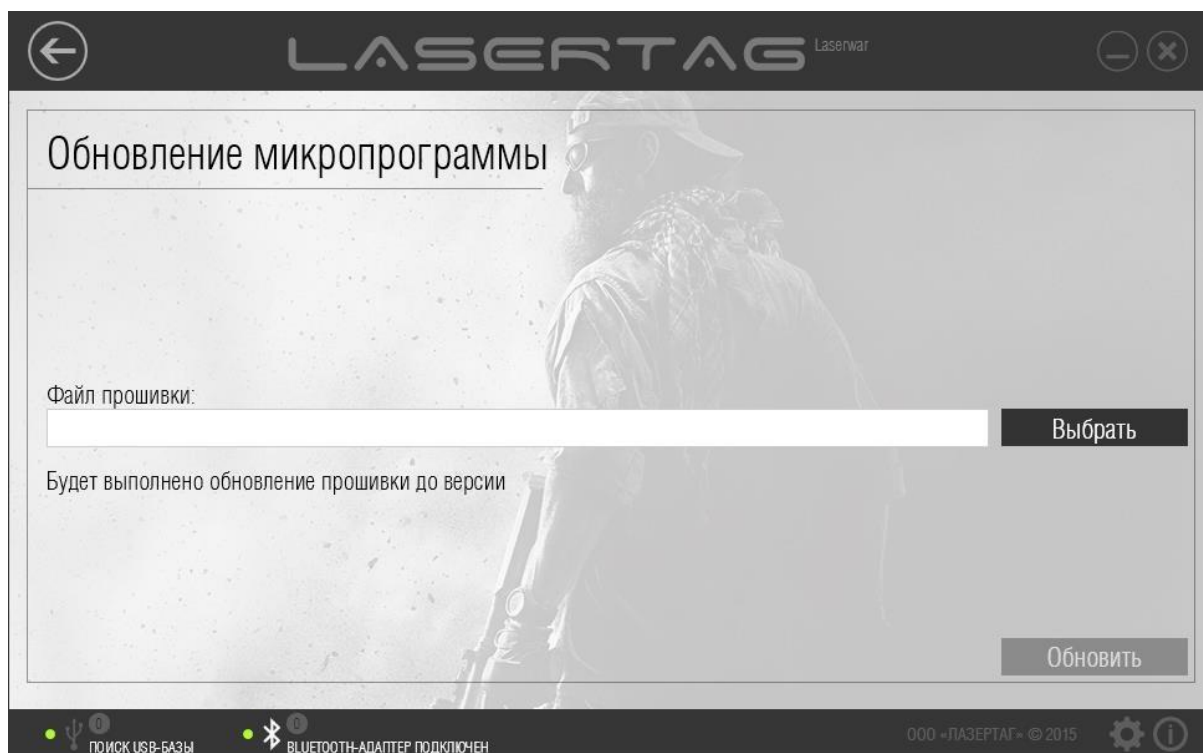 LASERTAG Laserwar
Обновление микропрограммы
Файл прошивки:
Выбрать
Будет выполнено обновление прошивки до версии
Обновить
0
ПОИСК USB-БАЗЫ
0
BLUETOOTH-АДАПТЕР ПОДКЛЮЧЕН
ООО «ЛАЗЕРТАГ» © 2015